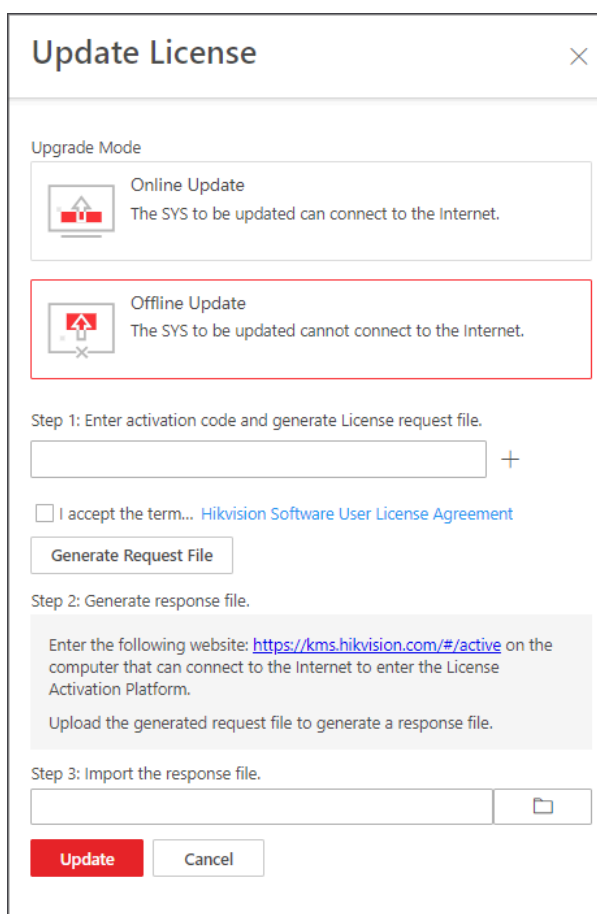 Update License
Upgrade Mode
Online Update
The SYS to be updated can connect to the Internet.
Offline Update
The SYS to be updated cannot connect to the Internet.
Step 1: Enter activation code and generate License request file.
I accept the term... Hikvision Software User License Agreement
Generate Request File
Step 2: Generate response file.
Enter the following website: https://kms.hikvision.com/#/active on the
computer that can connect to the Internet to enter the License
Activation Platform.
Upload the generated request file to generate a response file.
Step 3: Import the response file.
Update Cancel